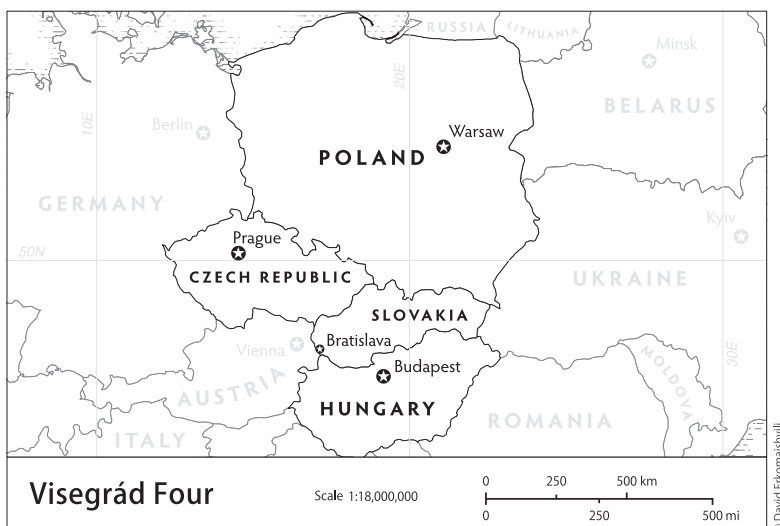 RUSSIA
LITHUANIA
20E
Minsk
10E
BELARUS
Berlin
Warsaw
POLAND
GERMANY
Kyiv
Prague
50N
CZECH REPUBLIC
UKRAINE
SLOVAKIA
Bratislava
Vienna
30E
MOLDOVA
Budapest
AUSTRIA
HUNGARY
ROMANIA
ITALY
David Erkomaishvili
Visegrád Four
Scale 1:18,000,000
0 250 500 km
0 250 500 mi